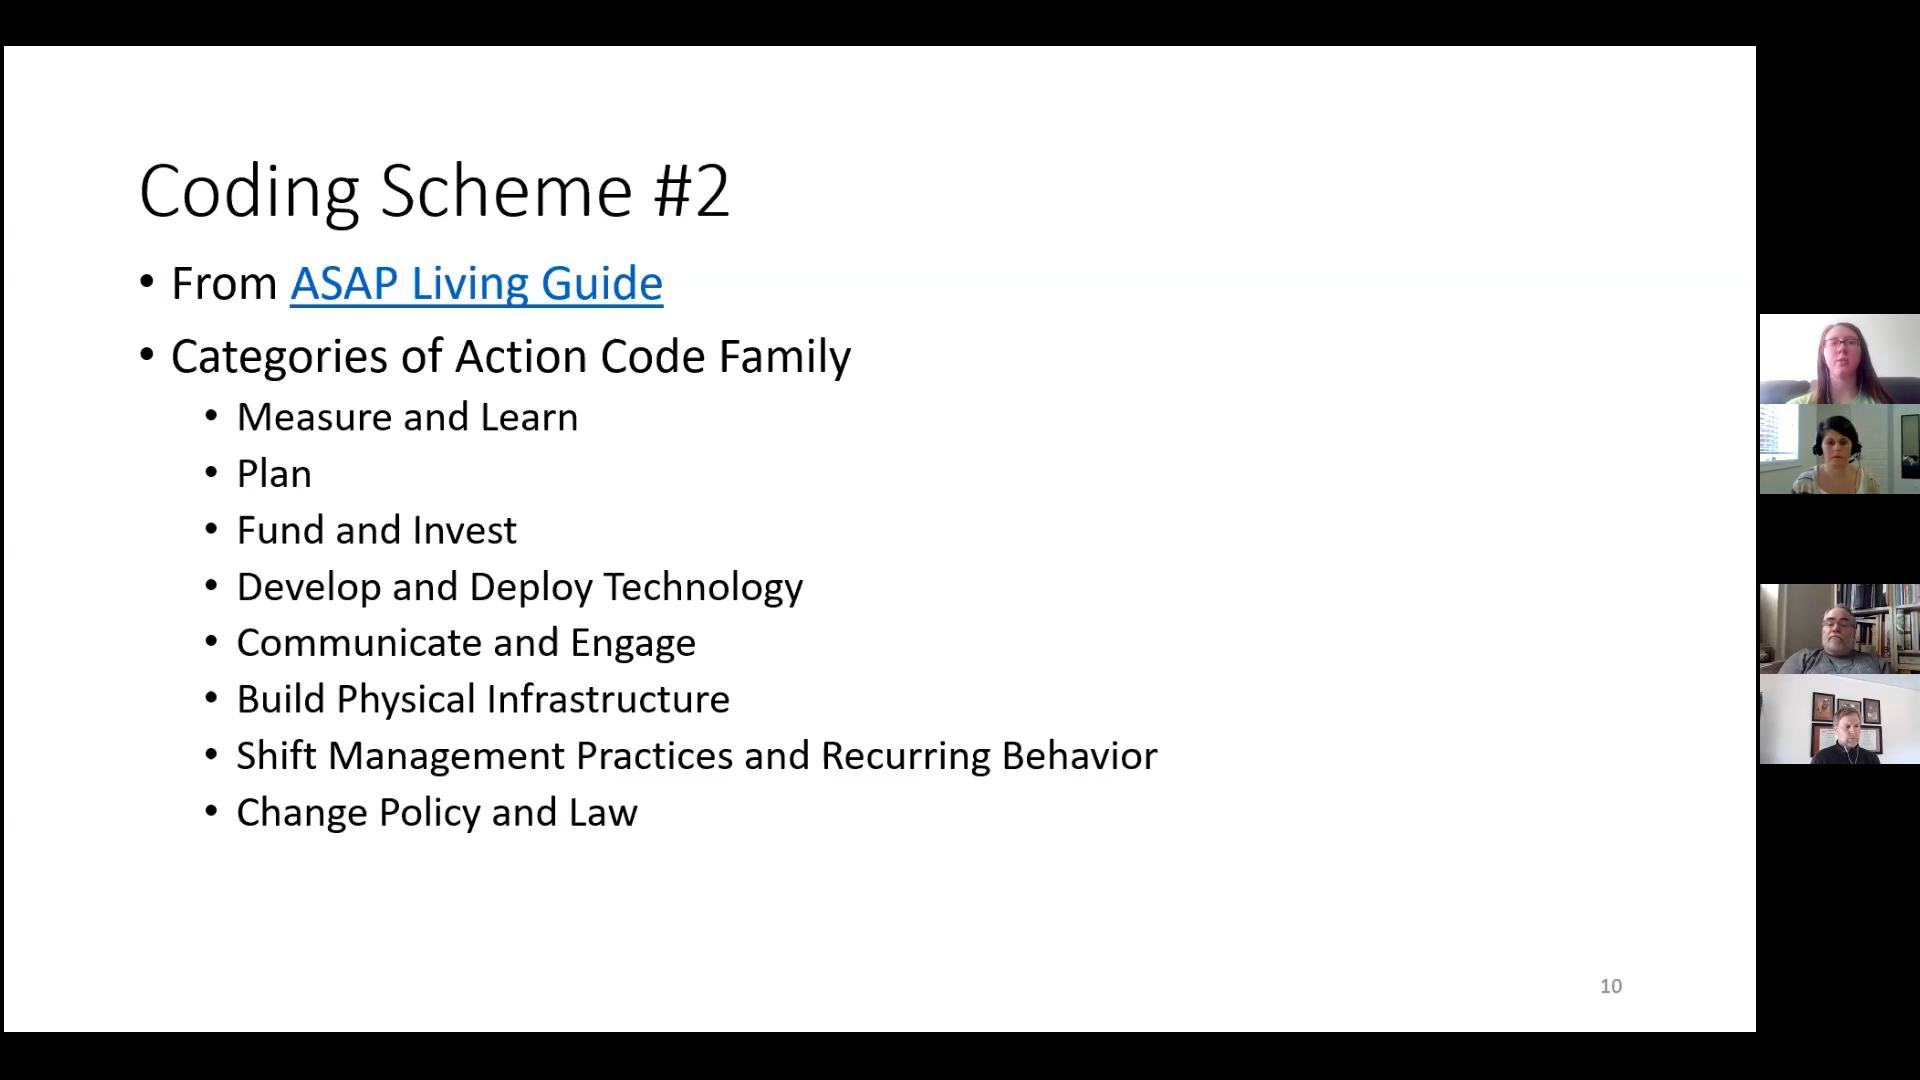 Coding Scheme #2
• From ASAP Living Guide
• Categories of Action Code Family
• Measure and Learn
• Plan
• Fund and Invest
• Develop and Deploy Technology
• Communicate and Engage
• Build Physical Infrastructure
• Shift Management Practices and Recurring Behavior
• Change Policy and Law
10